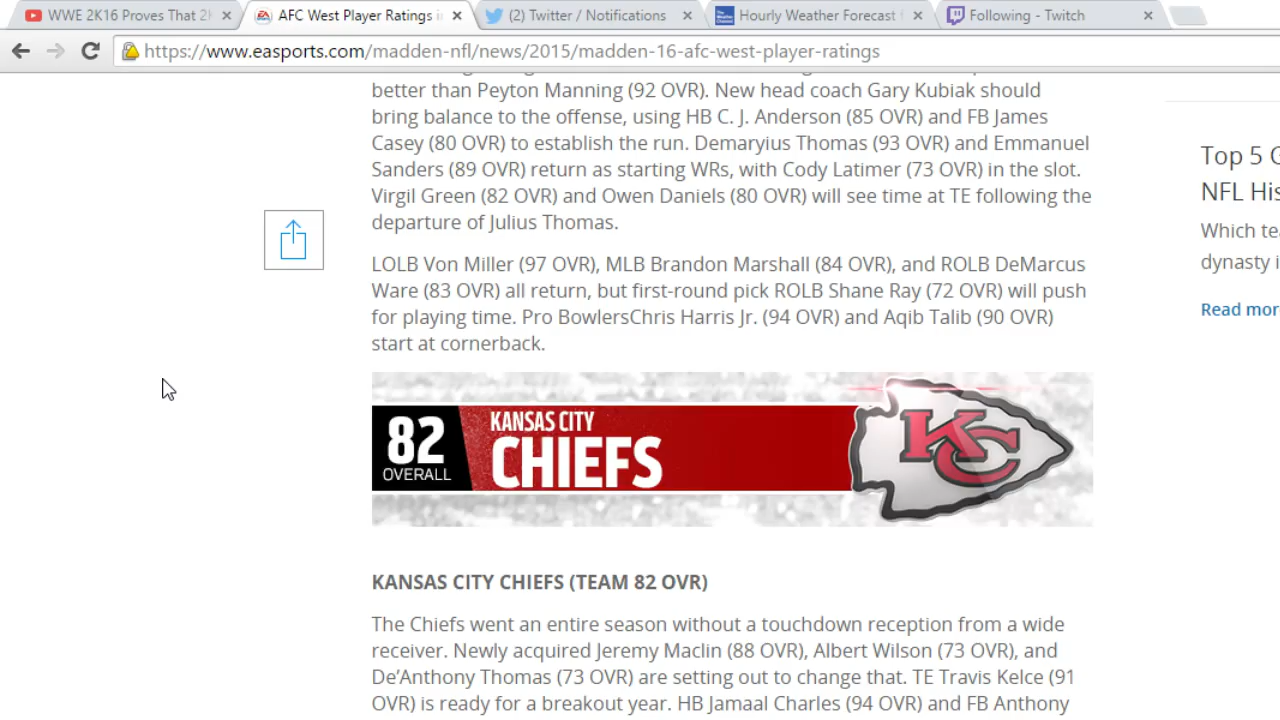 WWE 2K16 Proves That 2K
AFC West Player Ratings in
(2) Twitter / Notifications
Hourly Weather Forecast f
Following - Twitch
https://www.easports.com/madden-nfl/news/2015/madden-16-afc-west-player-ratings
better than Peyton Manning (92 OVR). New head coach Gary Kubiak should
bring balance to the offense, using HB C. J. Anderson (85 OVR) and FB James
Casey (80 OVR) to establish the run. Demaryius Thomas (93 OVR) and Emmanuel
Sanders (89 OVR) return as starting WRs, with Cody Latimer (73 OVR) in the slot.
Virgil Green (82 OVR) and Owen Daniels (80 OVR) will see time at TE following the
departure of Julius Thomas.
LOLB Von Miller (97 OVR), MLB Brandon Marshall (84 OVR), and ROLB DeMarcus
Ware (83 OVR) all return, but first-round pick ROLB Shane Ray (72 OVR) will push
for playing time. Pro BowlersChris Harris Jr. (94 OVR) and Aqib Talib (90 OVR)
start at cornerback.
82
OVERALL
KANSAS CITY
CHIEFS
KC
KANSAS CITY CHIEFS (TEAM 82 OVR)
The Chiefs went an entire season without a touchdown reception from a wide
receiver. Newly acquired Jeremy Maclin (88 OVR), Albert Wilson (73 OVR), and
De’Anthony Thomas (73 OVR) are setting out to change that. TE Travis Kelce (91
OVR) is ready for a breakout year. HB Jamaal Charles (94 OVR) and FB Anthony
Top 5 G
NFL His
Which tea
dynasty i
Read mor